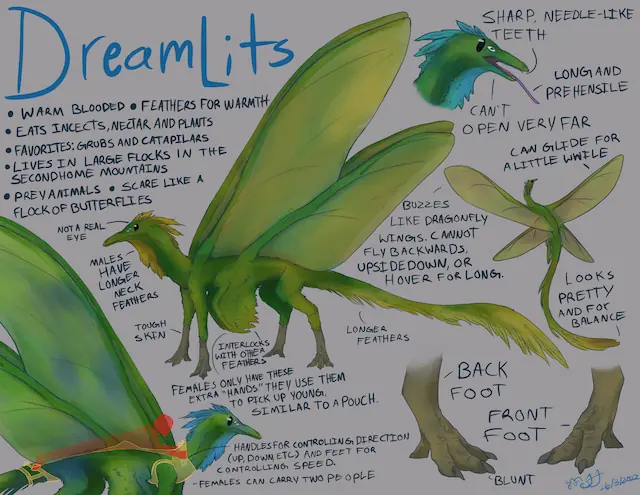 DreamLits
• WARM BLOODED • FEATHERS FOR WARMTH
• EATS INCECTS, NECTAR AND PLANTS
• FAVORITES: GRUBS AND CATAPILARS
• LIVES IN LARGE FLOCKS IN THE
SECONDHOME MOUNTAINS
• PREY ANIMALS • SCARE LIKE A
FLOCK OF BUTTERFLIES
NOT A REAL
EYE
MALES
HAVE
LONGER
NECK
FEATHERS
TOUGH
SKIN
INTERLOCKS
WITH OTHER
FEATHERS
LONGER
FEATHERS
FEMALES ONLY HAVE THESE
EXTRA "HANDS." THEY USE THEM
TO PICK UP YOUNG,
SIMILAR TO A POUCH.
SHARP, NEEDLE-LIKE
TEETH
LONG AND
PREHENSILE
CAN'T
OPEN VERY FAR
CAN GLIDE FOR
A LITTLE WHILE
BUZZES
LIKE DRAGONFLY
WINGS, CANNOT
FLY BACKWARDS,
UPSIDEDOWN, OR
HOVER FOR LONG.
LOOKS
PRETTY
AND FOR
BALANCE
BACK
FOOT
FRONT
FOOT
BLUNT
HANDLES FOR CONTROLLING DIRECTION
(UP, DOWN, ETC) AND FEET FOR
CONTROLLING SPEED.
-FEMALES CAN CARRY TWO PEOPLE